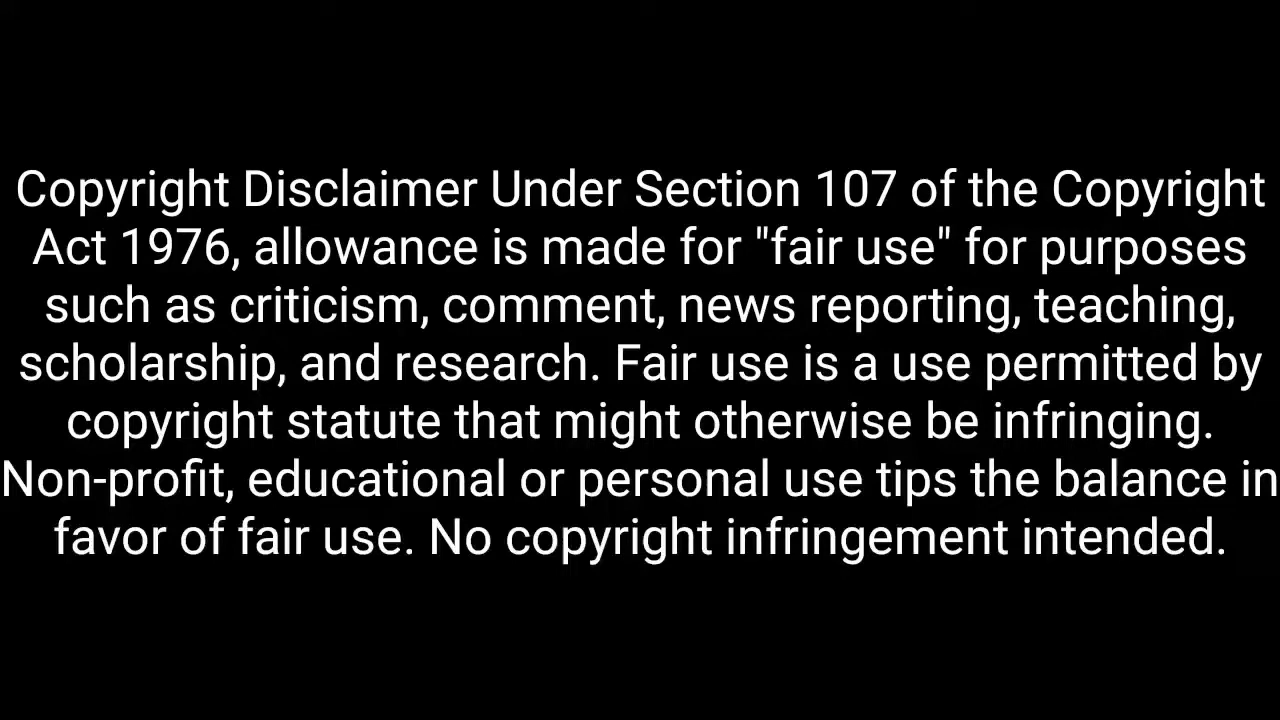 Copyright Disclaimer Under Section 107 of the Copyright
Act 1976, allowance is made for "fair use" for purposes
such as criticism, comment, news reporting, teaching,
scholarship, and research. Fair use is a use permitted by
copyright statute that might otherwise be infringing.
Non-profit, educational or personal use tips the balance in
favor of fair use. No copyright infringement intended.